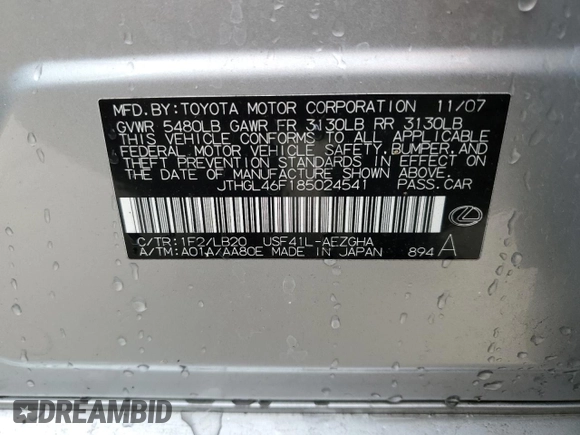 MFD. BY: TOYOTA MOTOR CORPORATION 11/07
GVWR 5480LB GAWR FR 3130LB RR 3130LB
THIS VEHICLE CONFORMS TO ALL APPLICABLE
FEDERAL MOTOR VEHICLE SAFETY, BUMPER, AND
THEFT PREVENTION STANDARDS IN EFFECT ON
THE DATE OF MANUFACTURE SHOWN ABOVE.
JTHGL46F185024541 PASS. CAR
C/TR: 1F2/LB20 USF41L-AEZGHA
A/TM: A01A/AA80E MADE IN JAPAN 894 A
DREAMBID